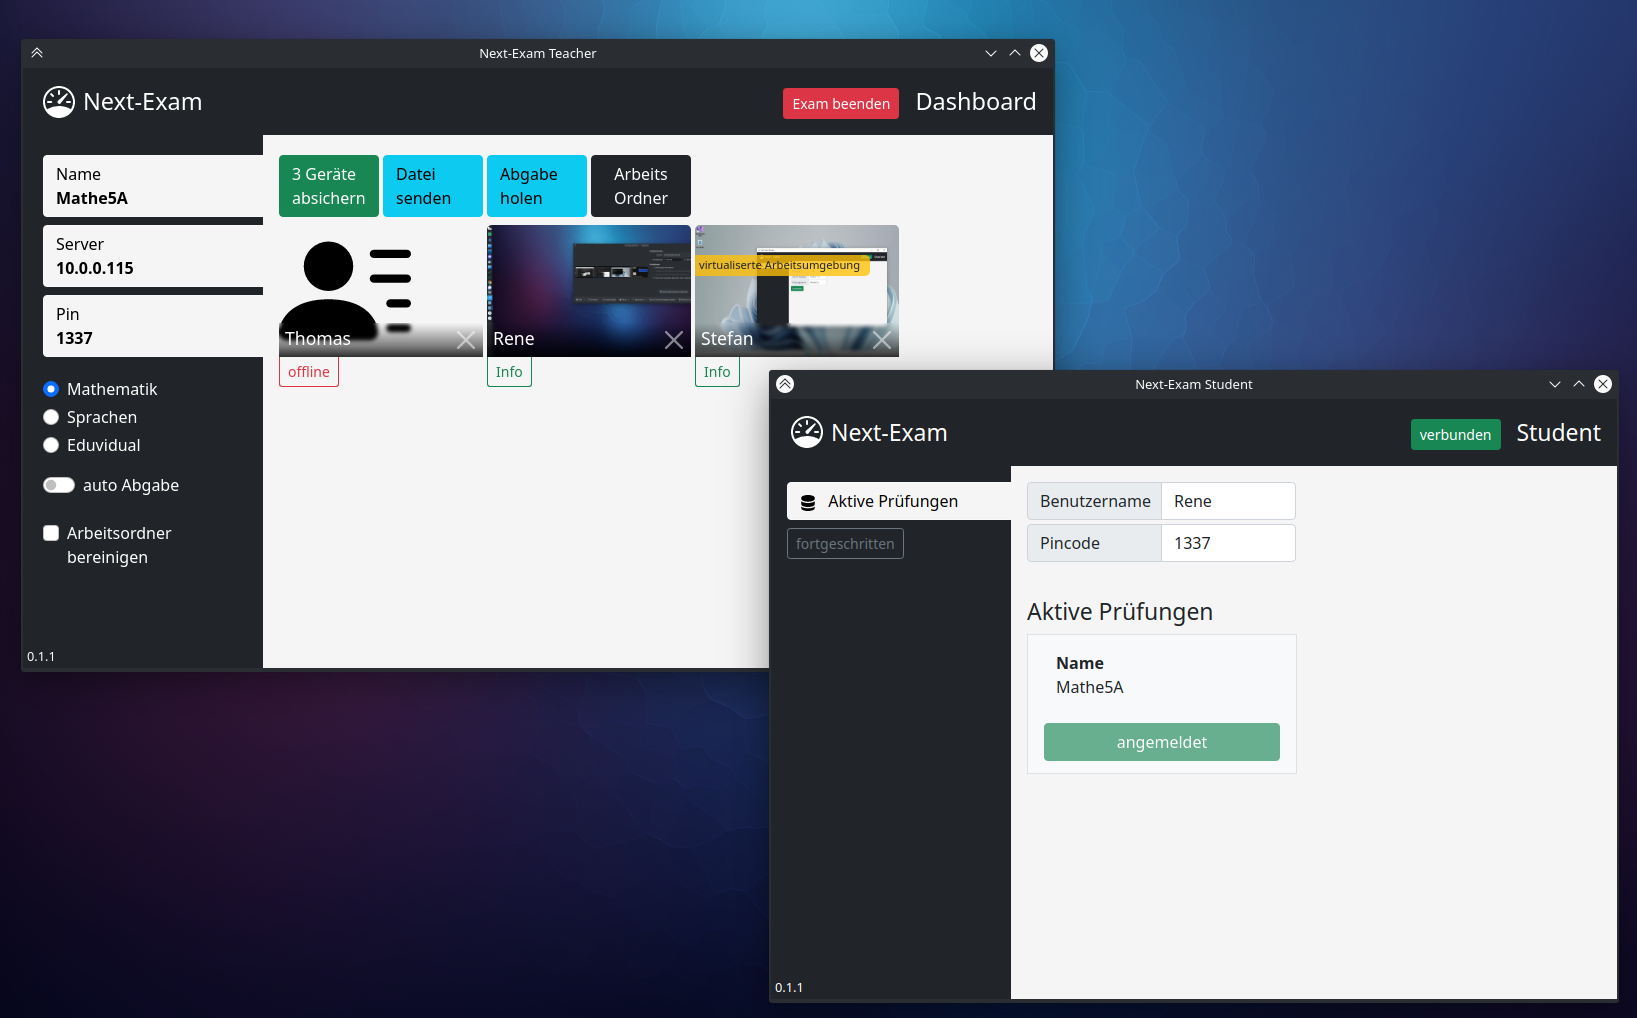 Next-Exam Teacher
Next-Exam
Exam beenden
Dashboard
Name
Mathe5A
Server
10.0.0.115
Pin
1337
Mathematik
Sprachen
Eduvidual
auto Abgabe
Arbeitsordner
bereinigen
0.1.1
3 Geräte
absichern
Datei
senden
Abgabe
holen
Arbeits
Ordner
Thomas
offline
Rene
Info
virtualiserte Arbeitsumgebung
Stefan
Info
Next-Exam Student
Next-Exam
verbunden
Student
Aktive Prüfungen
fortgeschritten
Benutzername
Rene
Pincode
1337
Aktive Prüfungen
Name
Mathe5A
angemeldet
0.1.1